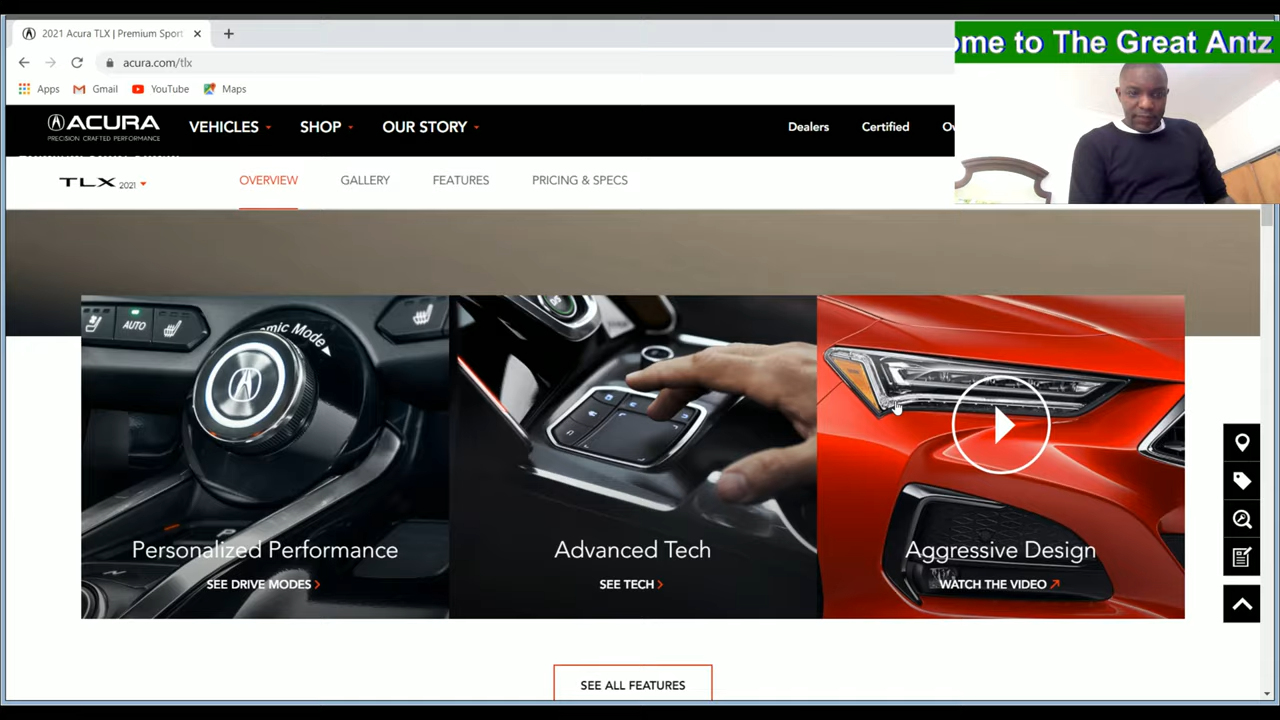 2021 Acura TLX | Premium Sport
acura.com/tlx
ome to The Great Antz
Apps Gmail YouTube Maps
ACURA
PRECISION CRAFTED PERFORMANCE
VEHICLES SHOP OUR STORY Dealers Certified Ov
TLX 2021 OVERVIEW GALLERY FEATURES PRICING & SPECS
AUTO
mic Mode
Personalized Performance
SEE DRIVE MODES
Advanced Tech
SEE TECH
Aggressive Design
WATCH THE VIDEO
SEE ALL FEATURES